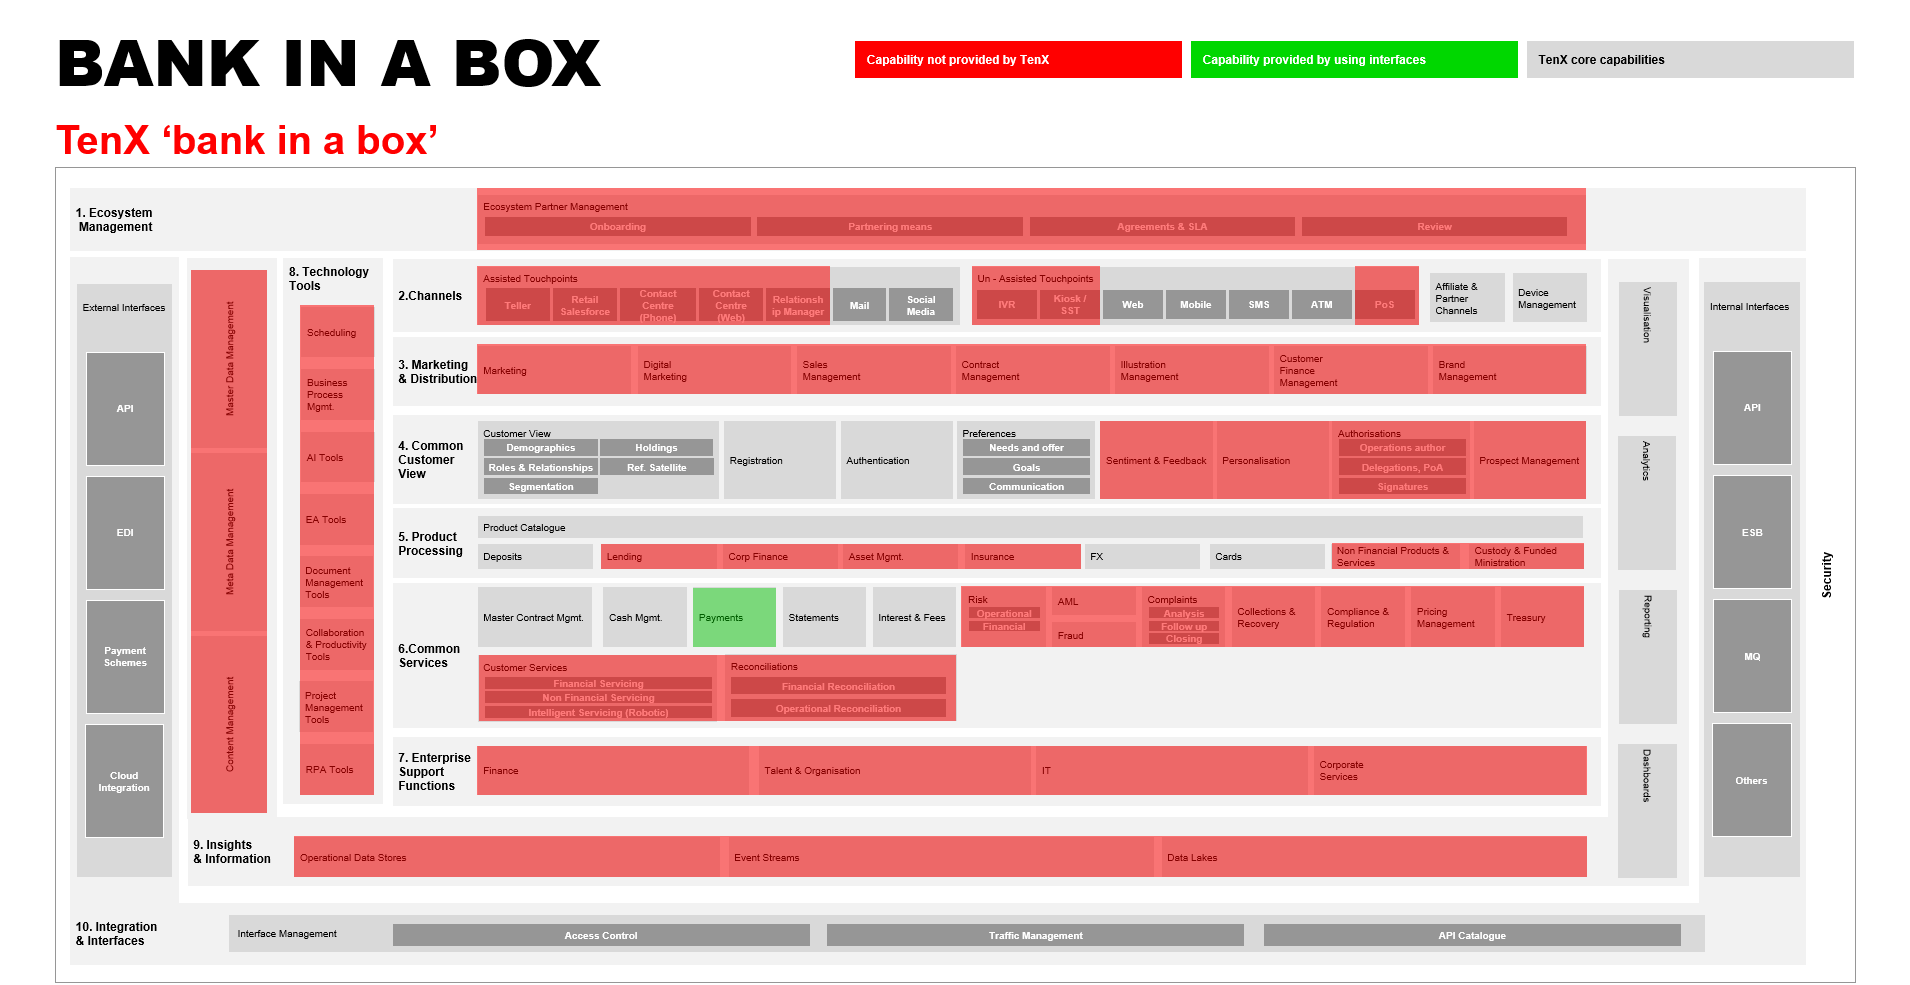 BANK IN A BOX
Capability not provided by TenX
Capability provided by using interfaces
TenX core capabilities
TenX ‘bank in a box’
1. Ecosystem
Management
Ecosystem Partner Management
Onboarding
Partnering means
Agreements & SLA
Review
External Interfaces
API
EDI
Payment
Schemes
Cloud
Integration
Master Data Management
Meta Data Management
Content Management
8. Technology
Tools
Scheduling
Business
Process
Mgmt.
AI Tools
EA Tools
Document
Management
Tools
Collaboration
& Productivity
Tools
Project
Management
Tools
RPA Tools
2.Channels
Assisted Touchpoints
Teller
Retail
Salesforce
Contact
Centre
(Phone)
Contact
Centre
(Web)
Relationsh
ip Manager
Mail
Social
Media
Un - Assisted Touchpoints
IVR
Kiosk /
SST
Web
Mobile
SMS
ATM
PoS
Affiliate &
Partner
Channels
Device
Management
3. Marketing
& Distribution
Marketing
Digital
Marketing
Sales
Management
Contract
Management
Illustration
Management
Customer
Finance
Management
Brand
Management
4. Common
Customer
View
Customer View
Demographics
Holdings
Roles & Relationships
Ref. Satellite
Segmentation
Registration
Authentication
Preferences
Needs and offer
Goals
Communication
Sentiment & Feedback
Personalisation
Authorisations
Operations author
Delegations, PoA
Signatures
Prospect Management
5. Product
Processing
Product Catalogue
Deposits
Lending
Corp Finance
Asset Mgmt.
Insurance
FX
Cards
Non Financial Products &
Services
Custody & Funded
Ministration
6.Common
Services
Master Contract Mgmt.
Cash Mgmt.
Payments
Statements
Interest & Fees
Risk
Operational
Financial
AML
Fraud
Complaints
Analysis
Follow up
Closing
Collections &
Recovery
Compliance &
Regulation
Pricing
Management
Treasury
Customer Services
Financial Servicing
Non Financial Servicing
Intelligent Servicing (Robotic)
Reconciliations
Financial Reconciliation
Operational Reconciliation
7. Enterprise
Support
Functions
Finance
Talent & Organisation
IT
Corporate
Services
Visualisation
Analytics
Reporting
Dashboards
Internal Interfaces
API
ESB
MQ
Others
Security
9. Insights
& Information
Operational Data Stores
Event Streams
Data Lakes
10. Integration
& Interfaces
Interface Management
Access Control
Traffic Management
API Catalogue